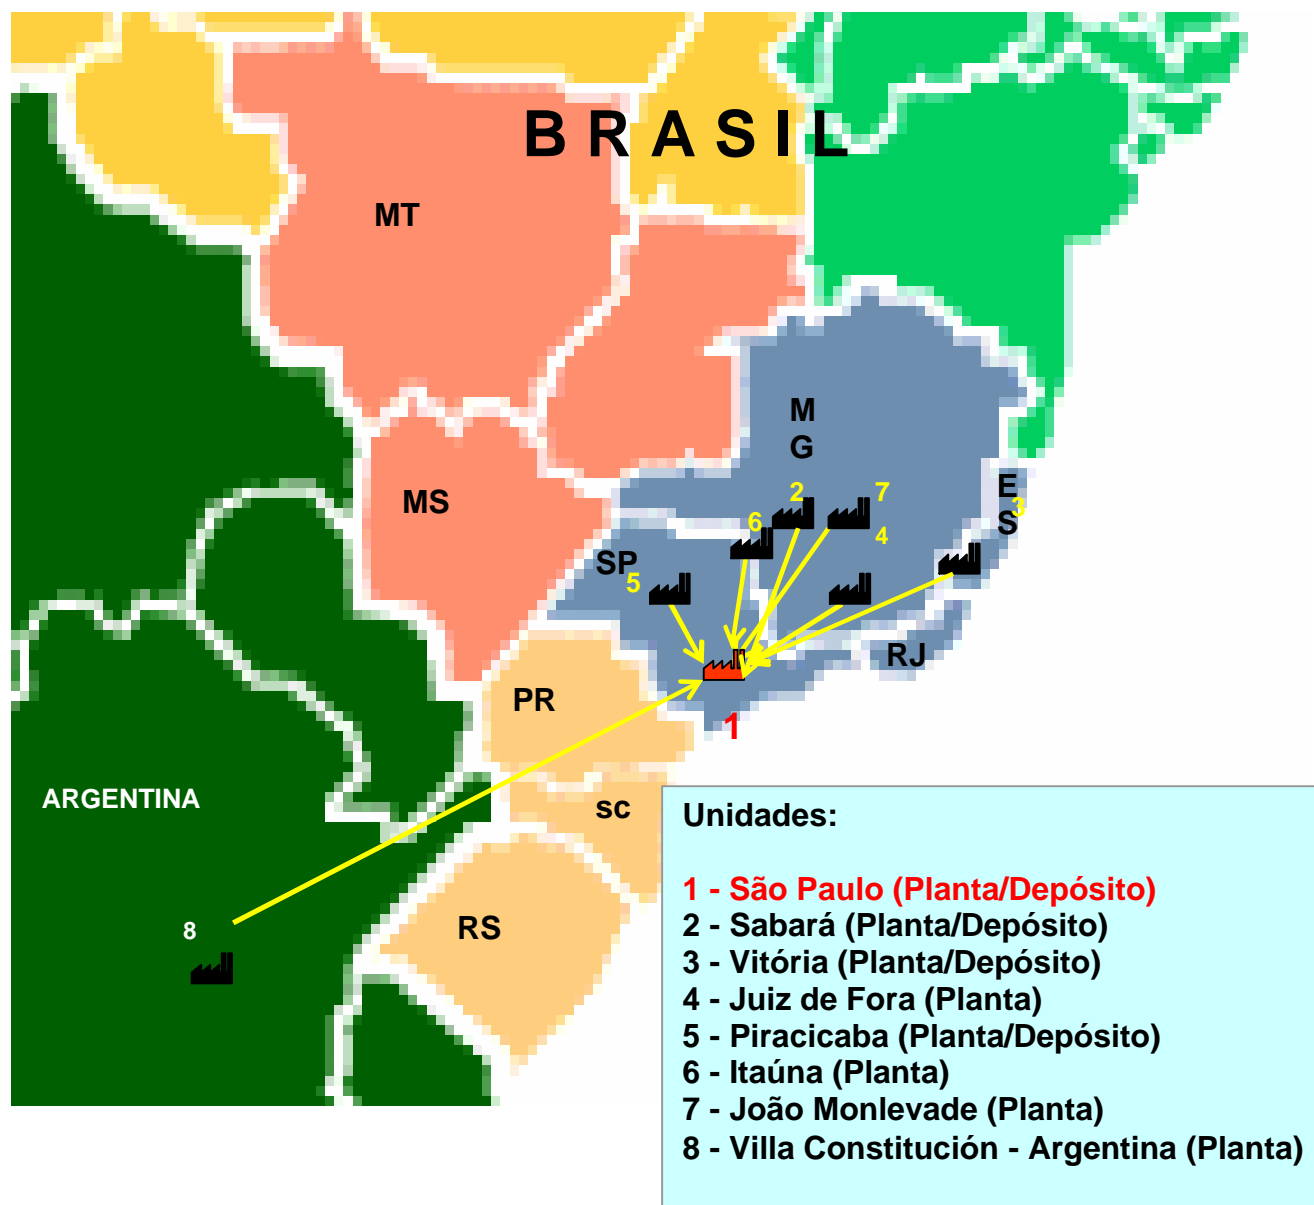 B R A S I L
MT
M
G
MS
2
7
E
S
3
6
4
SP
5
RJ
PR
1
ARGENTINA
sc
8
RS
Unidades:
1 - São Paulo (Planta/Depósito)
2 - Sabará (Planta/Depósito)
3 - Vitória (Planta/Depósito)
4 - Juiz de Fora (Planta)
5 - Piracicaba (Planta/Depósito)
6 - Itaúna (Planta)
7 - João Monlevade (Planta)
8 - Villa Constitución - Argentina (Planta)